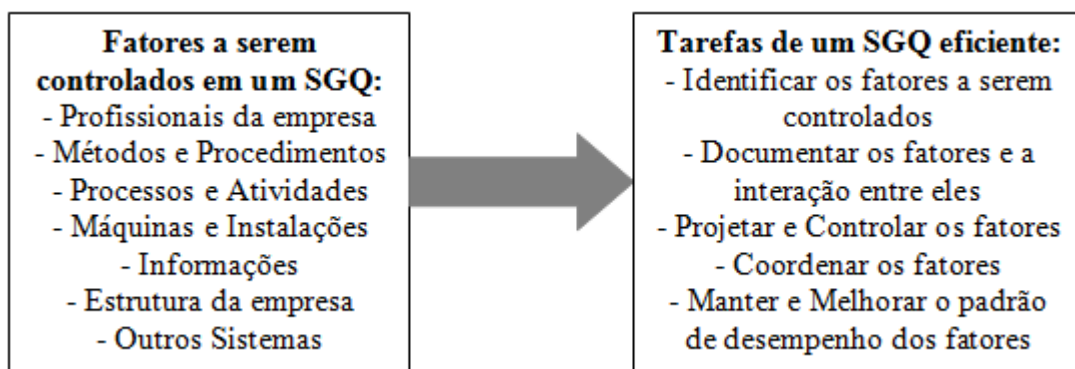 Fatores a serem
controlados em um SGQ:
- Profissionais da empresa
- Métodos e Procedimentos
- Processos e Atividades
- Máquinas e Instalações
- Informações
- Estrutura da empresa
- Outros Sistemas
Tarefas de um SGQ eficiente:
- Identificar os fatores a serem
controlados
- Documentar os fatores e a
interação entre eles
- Projetar e Controlar os fatores
- Coordenar os fatores
- Manter e Melhorar o padrão
de desempenho dos fatores